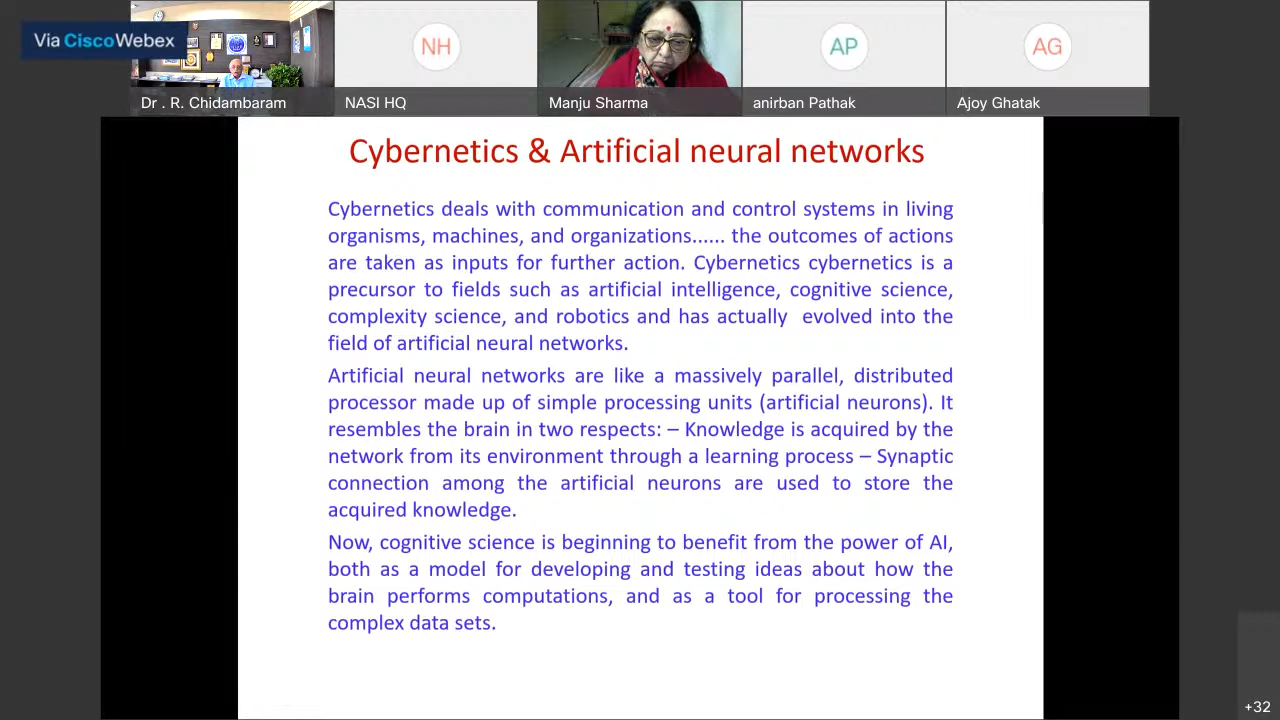 Via CiscoWebex
NH
AP
AG
Dr . R. Chidambaram
NASI HQ
Manju Sharma
anirban Pathak
Ajoy Ghatak
Cybernetics & Artificial neural networks
Cybernetics deals with communication and control systems in living
organisms, machines, and organizations...... the outcomes of actions
are taken as inputs for further action. Cybernetics cybernetics is a
precursor to fields such as artificial intelligence, cognitive science,
complexity science, and robotics and has actually evolved into the
field of artificial neural networks.
Artificial neural networks are like a massively parallel, distributed
processor made up of simple processing units (artificial neurons). It
resembles the brain in two respects: – Knowledge is acquired by the
network from its environment through a learning process – Synaptic
connection among the artificial neurons are used to store the
acquired knowledge.
Now, cognitive science is beginning to benefit from the power of AI,
both as a model for developing and testing ideas about how the
brain performs computations, and as a tool for processing the
complex data sets.
+32